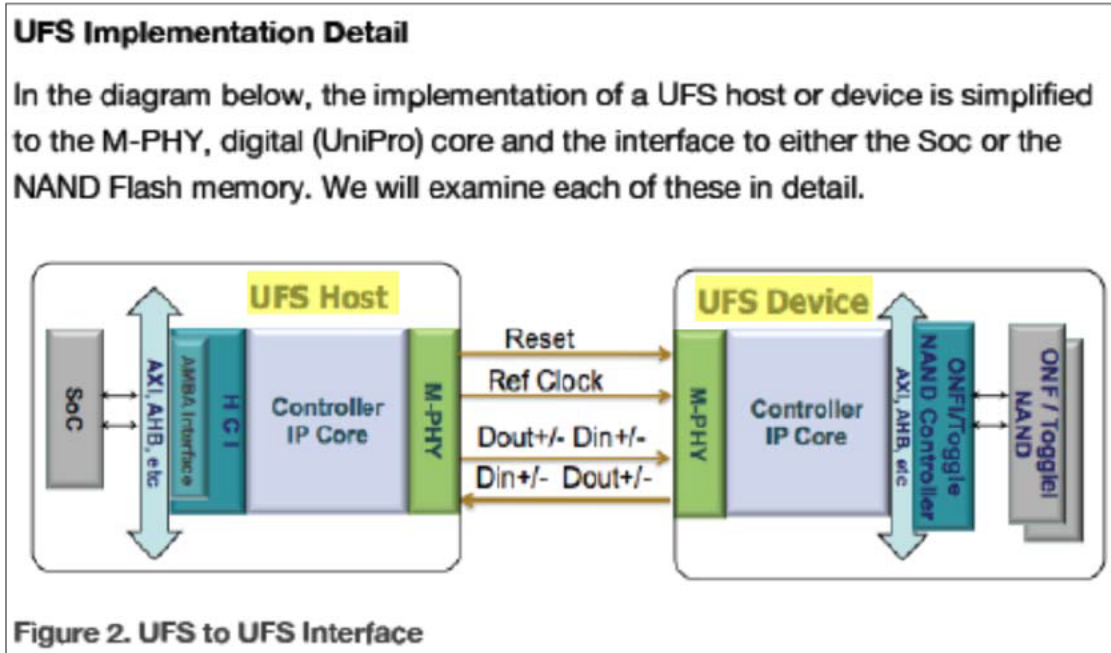 UFS Implementation Detail
In the diagram below, the implementation of a UFS host or device is simplified
to the M-PHY, digital (UniPro) core and the interface to either the Soc or the
NAND Flash memory. We will examine each of these in detail.
UFS Host
SoC
AXI, AHB, etc
AMBA Interface
HCI
Controller
IP Core
M-PHY
Reset
Ref Clock
Dout+/- Din+/-
Din+/- Dout+/-
UFS Device
M-PHY
Controller
IP Core
AXI, AHB, etc
ONFI/Toggle
NAND Controller
ONF / Togglel
NAND
Figure 2. UFS to UFS Interface